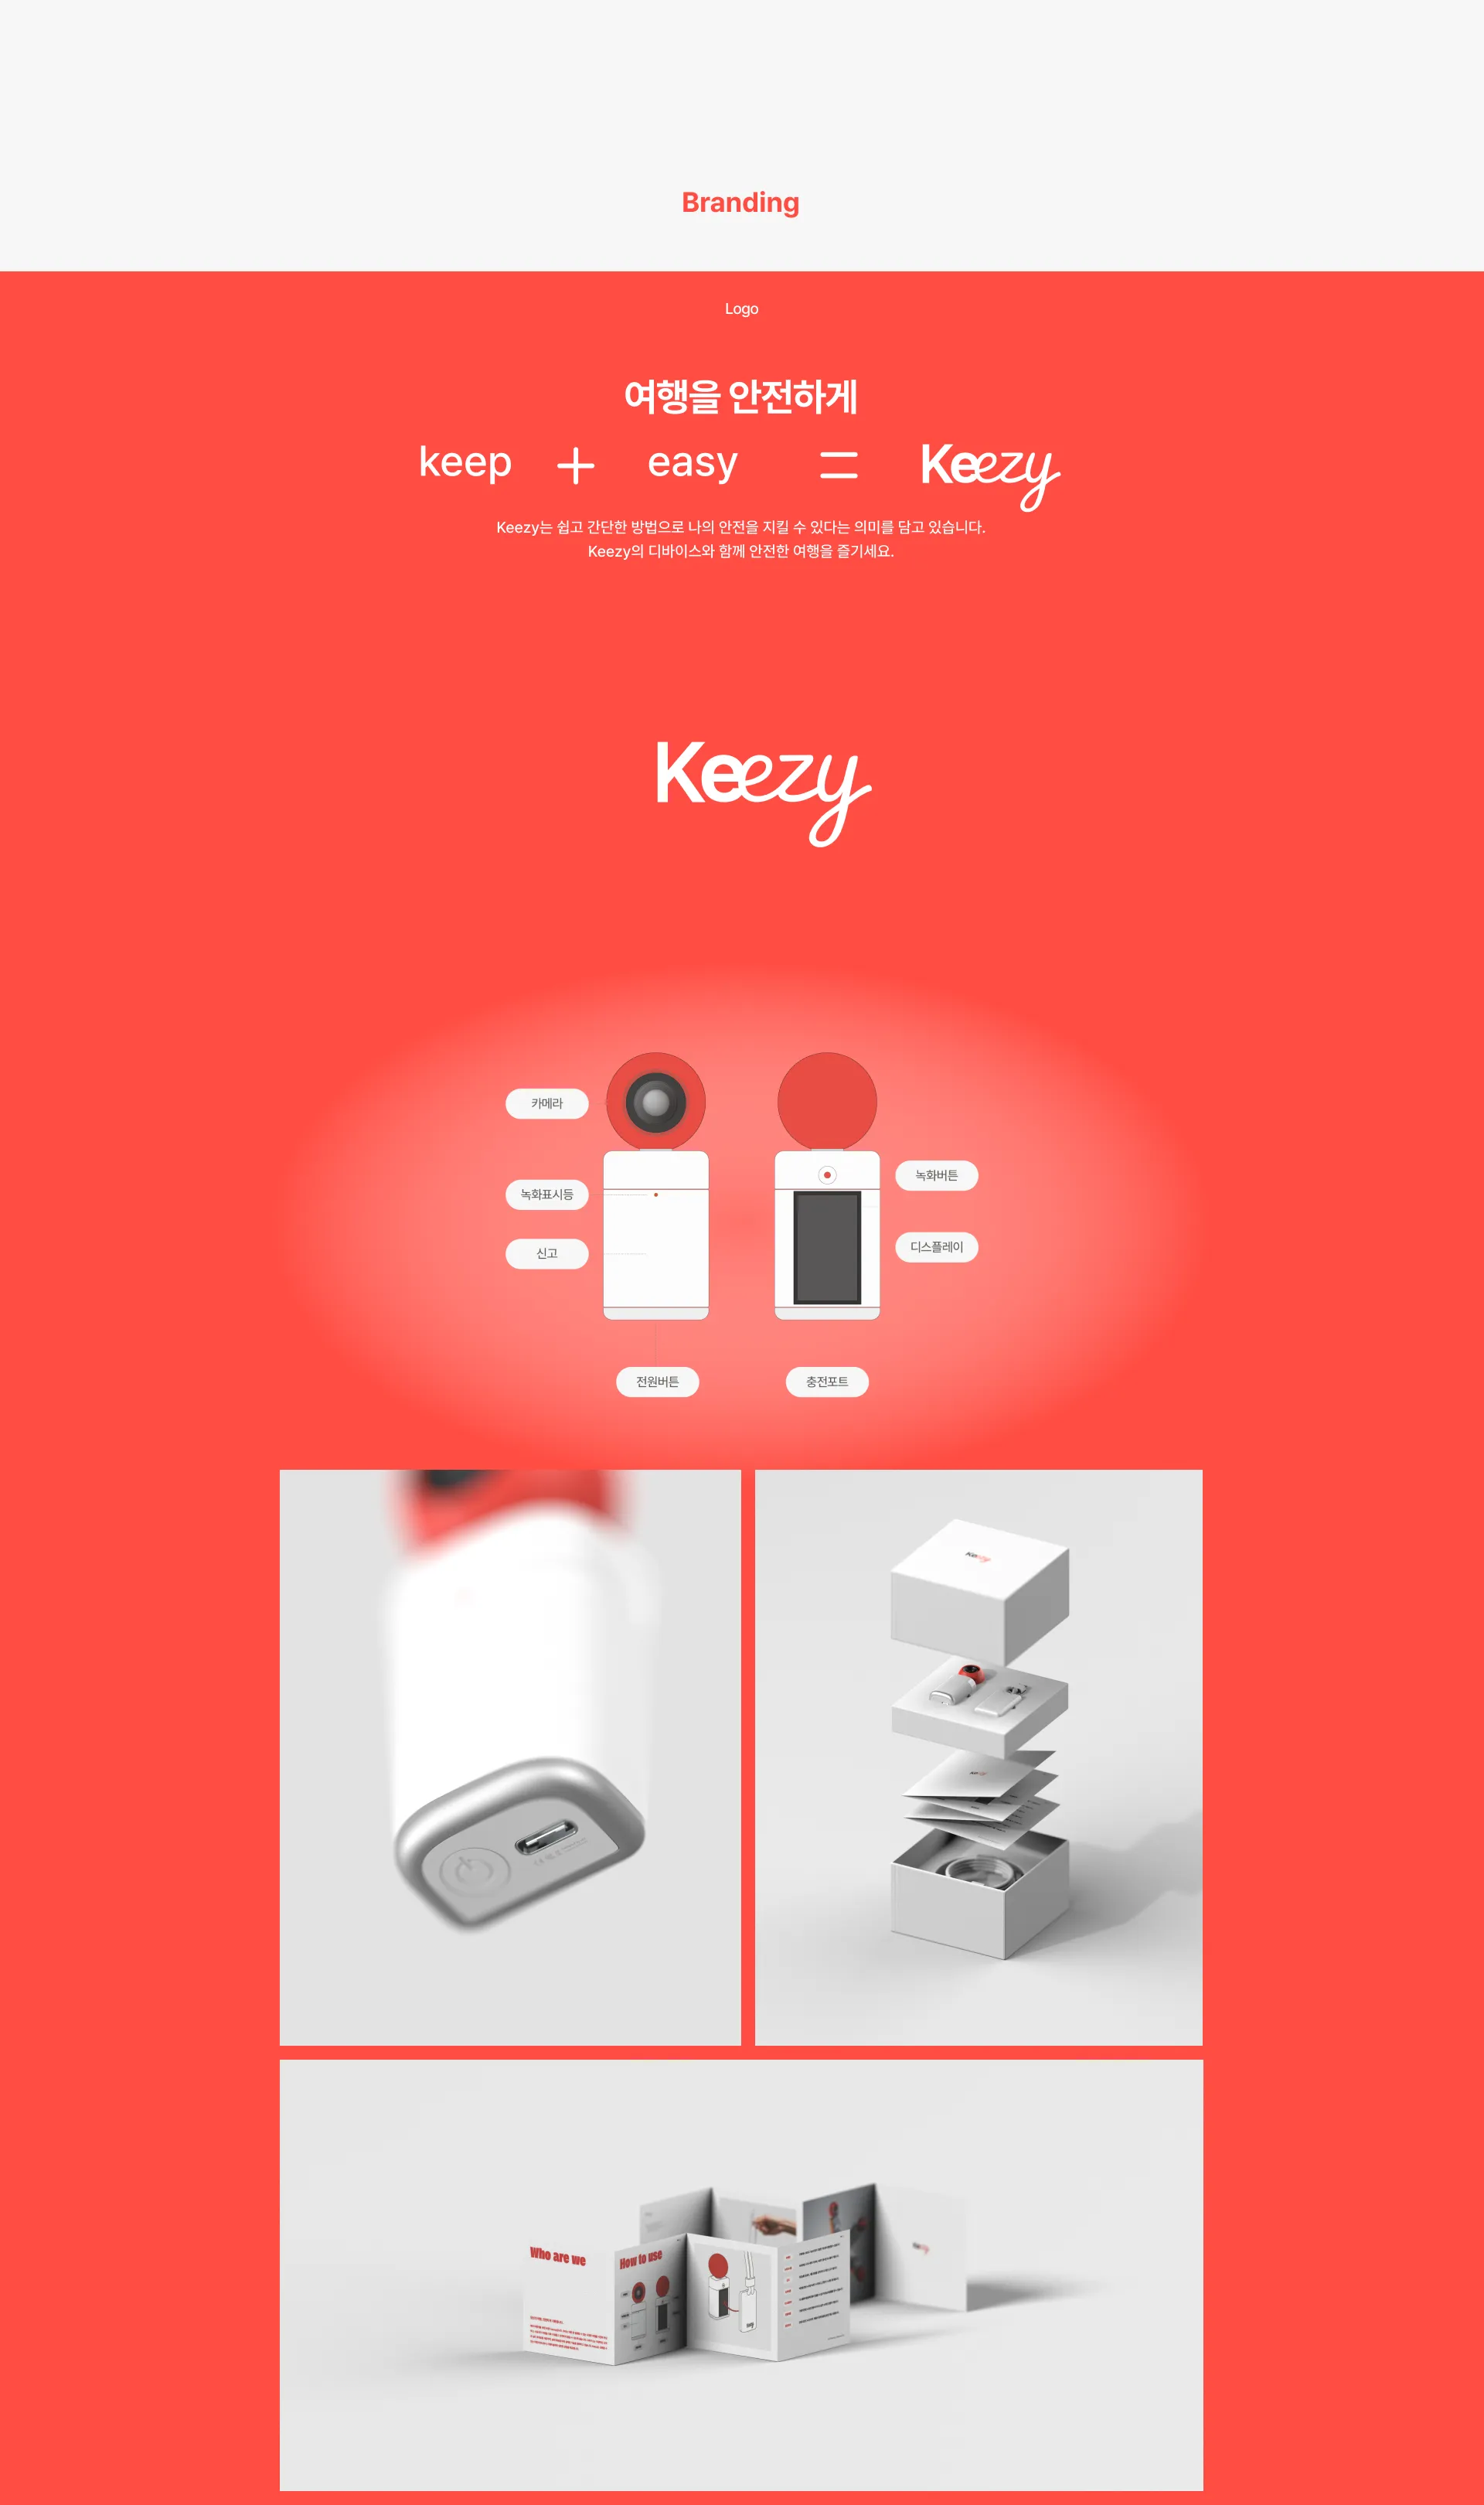 Branding
Logo
여행을 안전하게
keep + easy = Keezy
Keezy는 쉽고 간단한 방법으로 나의 안전을 지킬 수 있다는 의미를 담고 있습니다.
Keezy의 디바이스와 함께 안전한 여행을 즐기세요.
Keezy
카메라
녹화표시등
신고
녹화버튼
디스플레이
전원버튼
충전포트
Keezy
Who are we
How to use